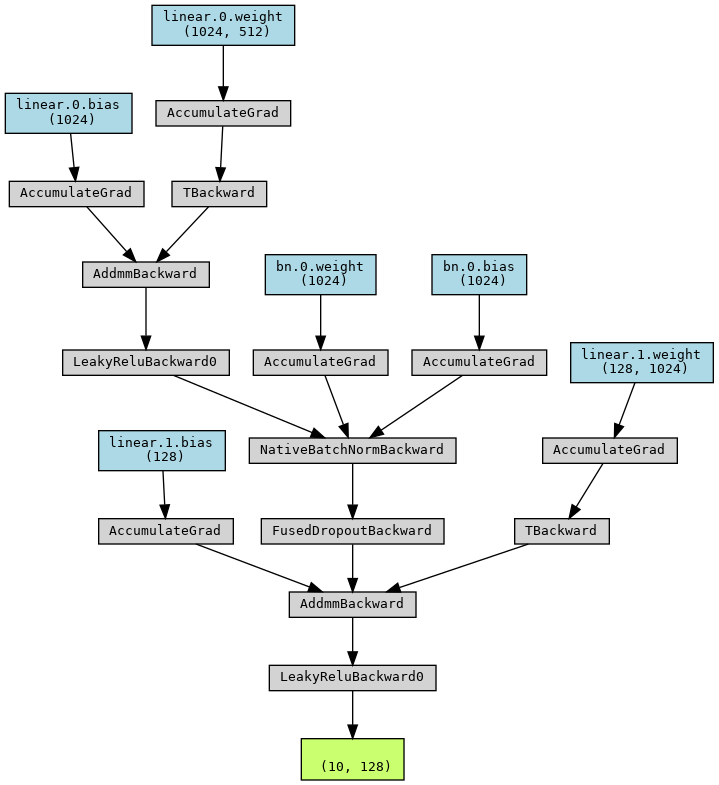 linear.0.weight
(1024, 512)
linear.0.bias
(1024)
AccumulateGrad
AccumulateGrad
TBackward
AddmmBackward
bn.0.weight
(1024)
bn.0.bias
(1024)
LeakyReluBackward0
AccumulateGrad
AccumulateGrad
linear.1.weight
(128, 1024)
linear.1.bias
(128)
NativeBatchNormBackward
AccumulateGrad
AccumulateGrad
FusedDropoutBackward
TBackward
AddmmBackward
LeakyReluBackward0
(10, 128)